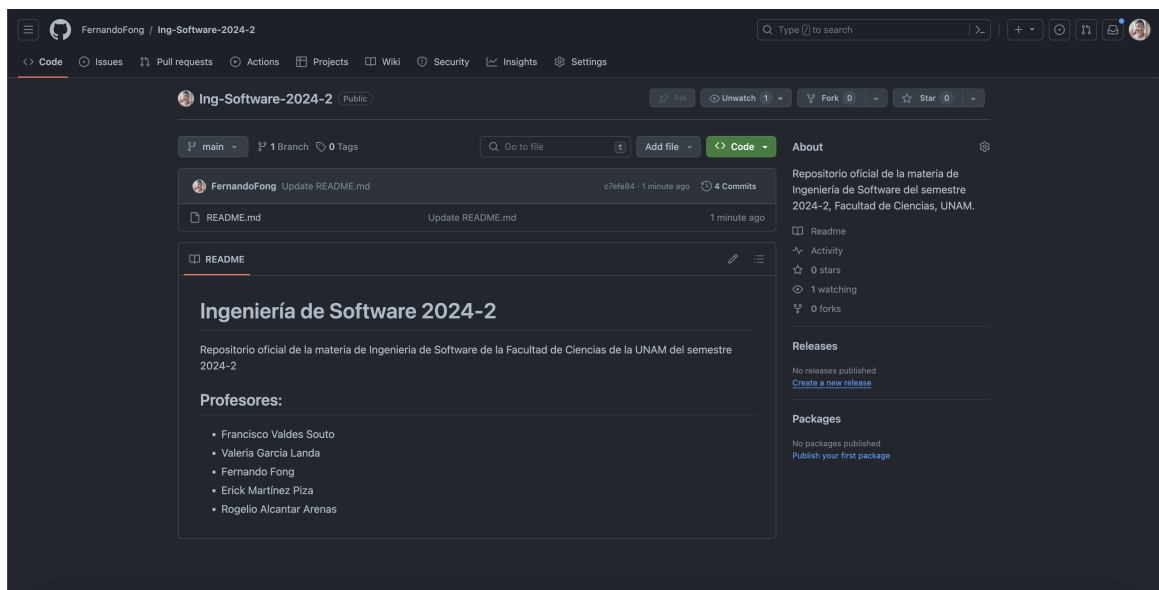 FernandoFong / Ing-Software-2024-2
Type / to search
Code Issues Pull requests Actions Projects Wiki Security Insights Settings
Ing-Software-2024-2 Public
Pin Unwatch 1 Fork 0 Star 0
main 1 Branch 0 Tags
Go to file t Add file Code
FernandoFong Update README.md c7efe84 · 1 minute ago 4 Commits
README.md Update README.md 1 minute ago
README
Ingeniería de Software 2024-2
Repositorio oficial de la materia de Ingenieria de Software de la Facultad de Ciencias de la UNAM del semestre
2024-2
Profesores:
• Francisco Valdes Souto
• Valeria Garcia Landa
• Fernando Fong
• Erick Martínez Piza
• Rogelio Alcantar Arenas
About
Repositorio oficial de la materia de
Ingeniería de Software del semestre
2024-2, Facultad de Ciencias, UNAM.
Readme
Activity
0 stars
1 watching
0 forks
Releases
No releases published
Create a new release
Packages
No packages published
Publish your first package